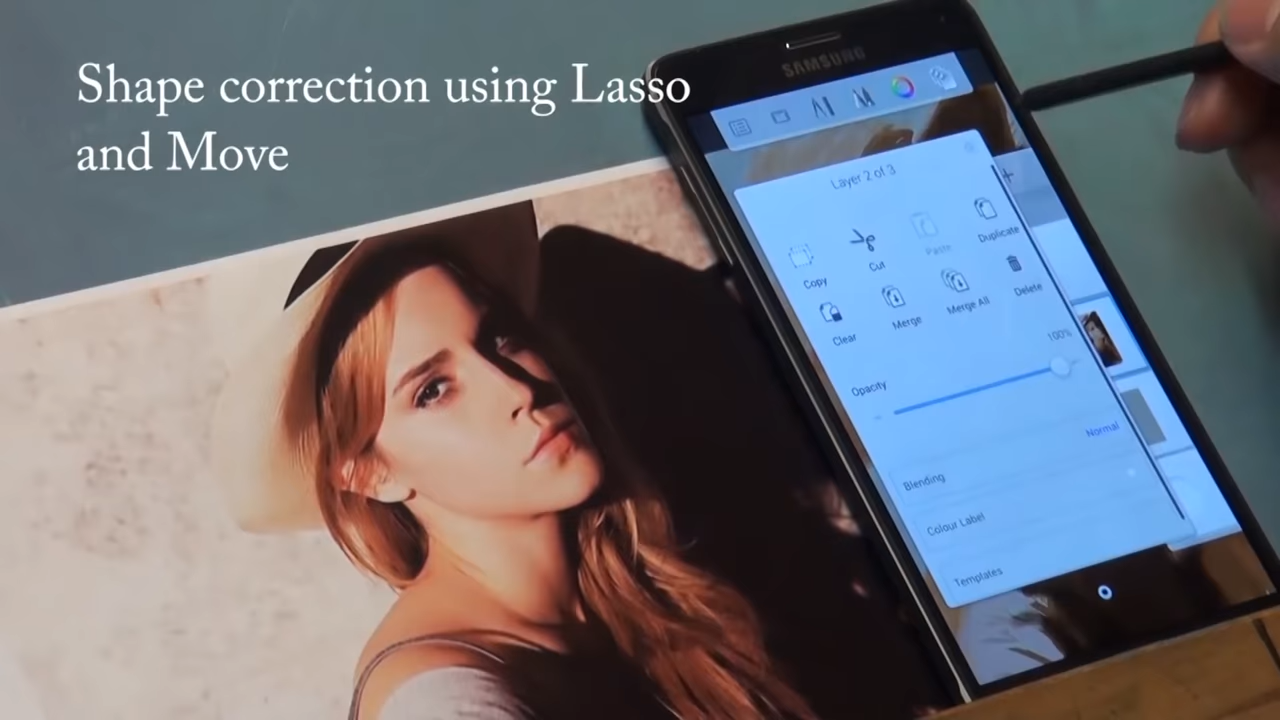 Shape correction using Lasso
and Move
SAMSUNG
Layer 2 of 3
Copy
Cut
Paste
Duplicate
Clear
Merge
Merge All
Delete
100%
Opacity
Normal
Blending
Colour Label
Templates